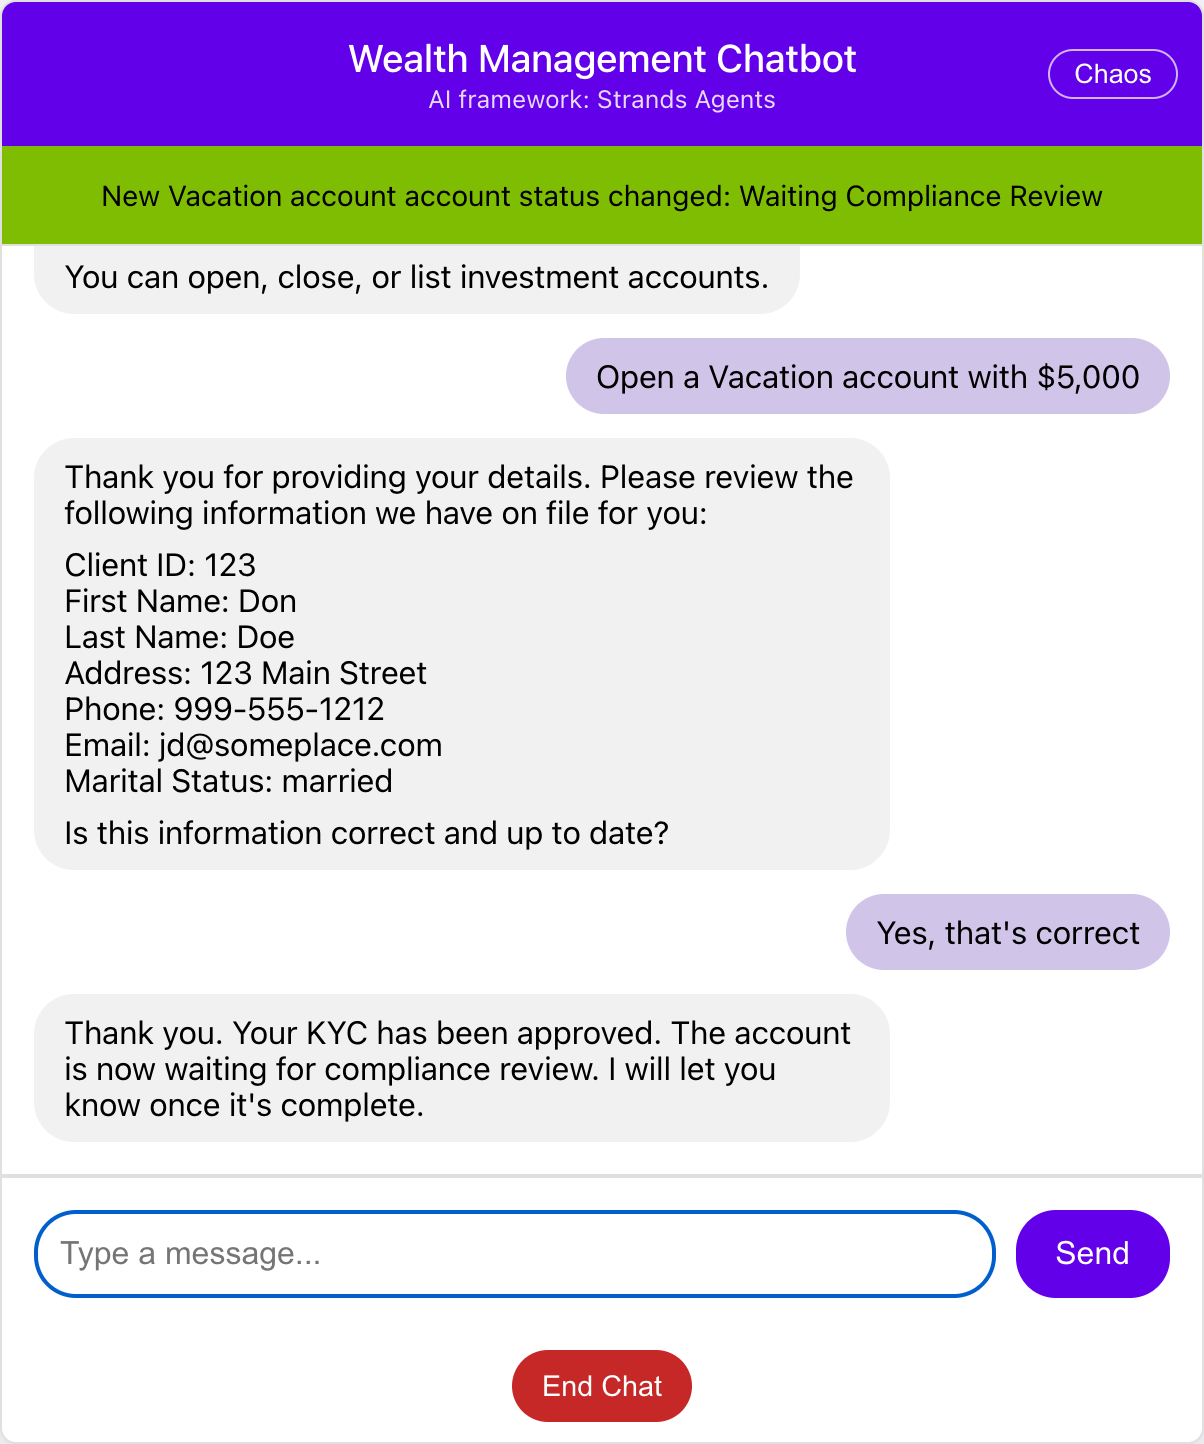 Wealth Management Chatbot
AI framework: Strands Agents
Chaos
New Vacation account account status changed: Waiting Compliance Review
You can open, close, or list investment accounts.
Open a Vacation account with $5,000
Thank you for providing your details. Please review the
following information we have on file for you:
Client ID: 123
First Name: Don
Last Name: Doe
Address: 123 Main Street
Phone: 999-555-1212
Email: jd@someplace.com
Marital Status: married
Is this information correct and up to date?
Yes, that's correct
Thank you. Your KYC has been approved. The account
is now waiting for compliance review. I will let you
know once it's complete.
Type a message...
Send
End Chat